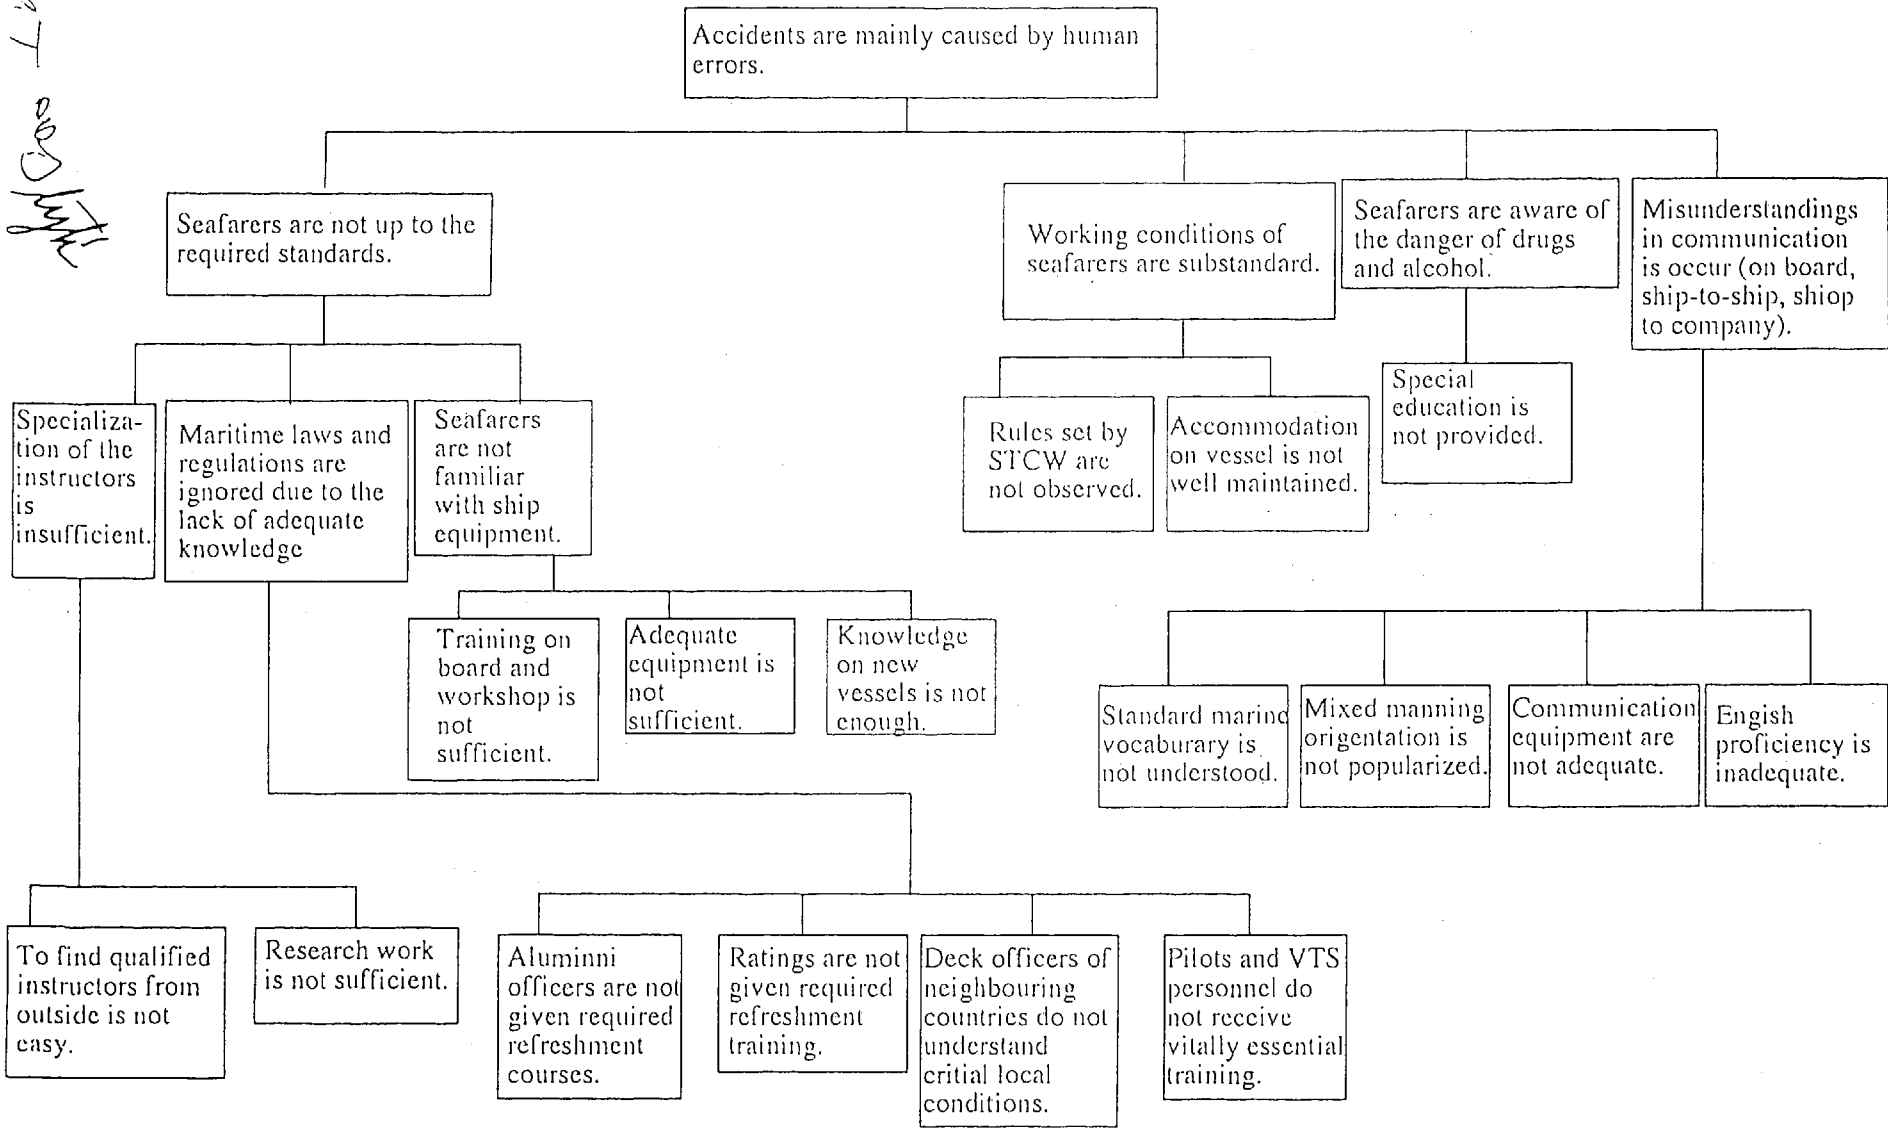 Accidents are mainly caused by human
errors.
Seafarers are not up to the
required standards.
Working conditions of
seafarers are substandard.
Seafarers are aware of
the danger of drugs
and alcohol.
Misunderstandings
in communication
is occur (on board,
ship-to-ship, shiop
to company).
Specializa-
tion of the
instructors
is
insufficient.
Maritime laws and
regulations are
ignored due to the
lack of adequate
knowledge
Seafarers
are not
familiar
with ship
equipment.
Rules set by
STCW are
not observed.
Accommodation
on vessel is not
well maintained.
Special
education is
not provided.
Training on
board and
workshop is
not
sufficient.
Adequate
equipment is
not
sufficient.
Knowledge
on new
vessels is not
enough.
Standard marine
vocaburary is
not understood.
Mixed manning
origentation is
not popularized.
Communication
equipment are
not adequate.
Engish
proficiency is
inadequate.
To find qualified
instructors from
outside is not
easy.
Research work
is not sufficient.
Aluminni
officers are not
given required
refreshment
courses.
Ratings are not
given required
refreshment
training.
Deck officers of
neighbouring
countries do not
understand
critial local
conditions.
Pilots and VTS
personnel do
not receive
vitally essential
training.